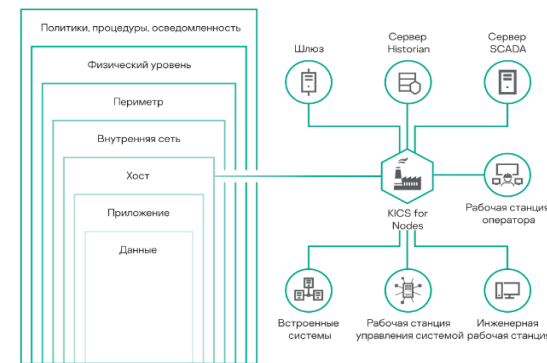 Политики, процедуры, осведомленность
Физический уровень
Периметр
Внутренняя сеть
Хост
Приложение
Данные
Шлюз
Сервер
Historian
Сервер
SCADA
KICS for
Nodes
Рабочая станция
оператора
Встроенные
системы
Рабочая станция
управления системой
Инженерная
рабочая станция